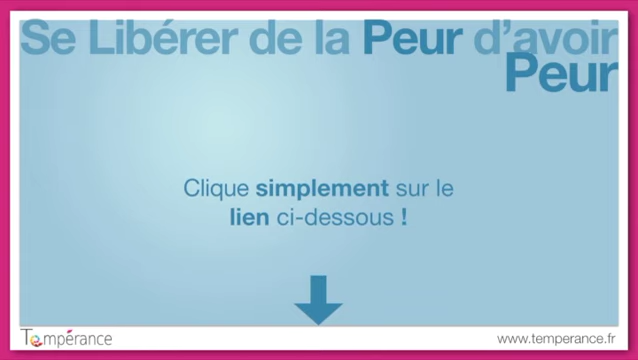 Se Libérer de la Peur d'avoir
Peur
Clique simplement sur le
lien ci-dessous !
Tempérance
www.temperance.fr